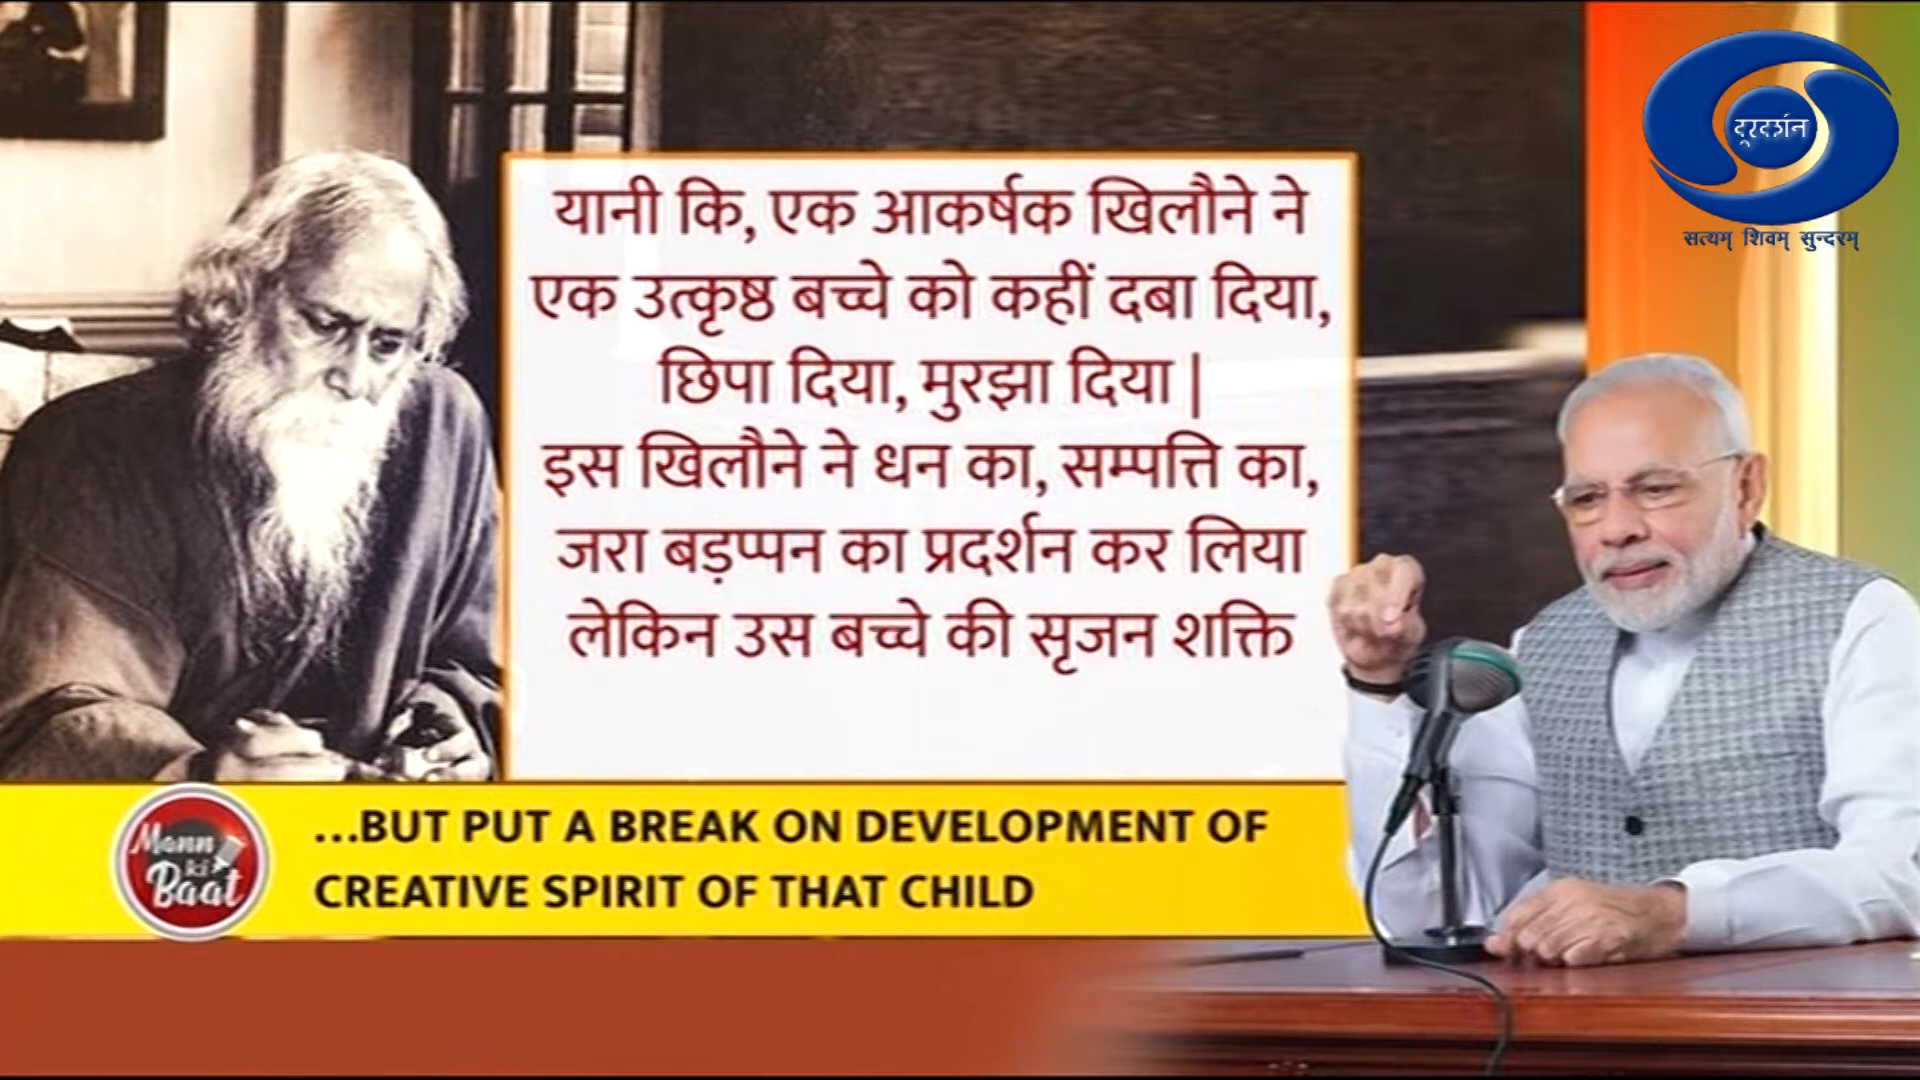 यानी कि, एक आकर्षक खिलौने ने
एक उत्कृष्ठ बच्चे को कहीं दबा दिया,
छिपा दिया, मुरझा दिया |
इस खिलौने ने धन का, सम्पत्ति का,
जरा बड़प्पन का प्रदर्शन कर लिया
लेकिन उस बच्चे की सृजन शक्ति
दूरदर्शन
सत्यम् शिवम् सुन्दरम्
Mann
ki
Baat
...BUT PUT A BREAK ON DEVELOPMENT OF
CREATIVE SPIRIT OF THAT CHILD